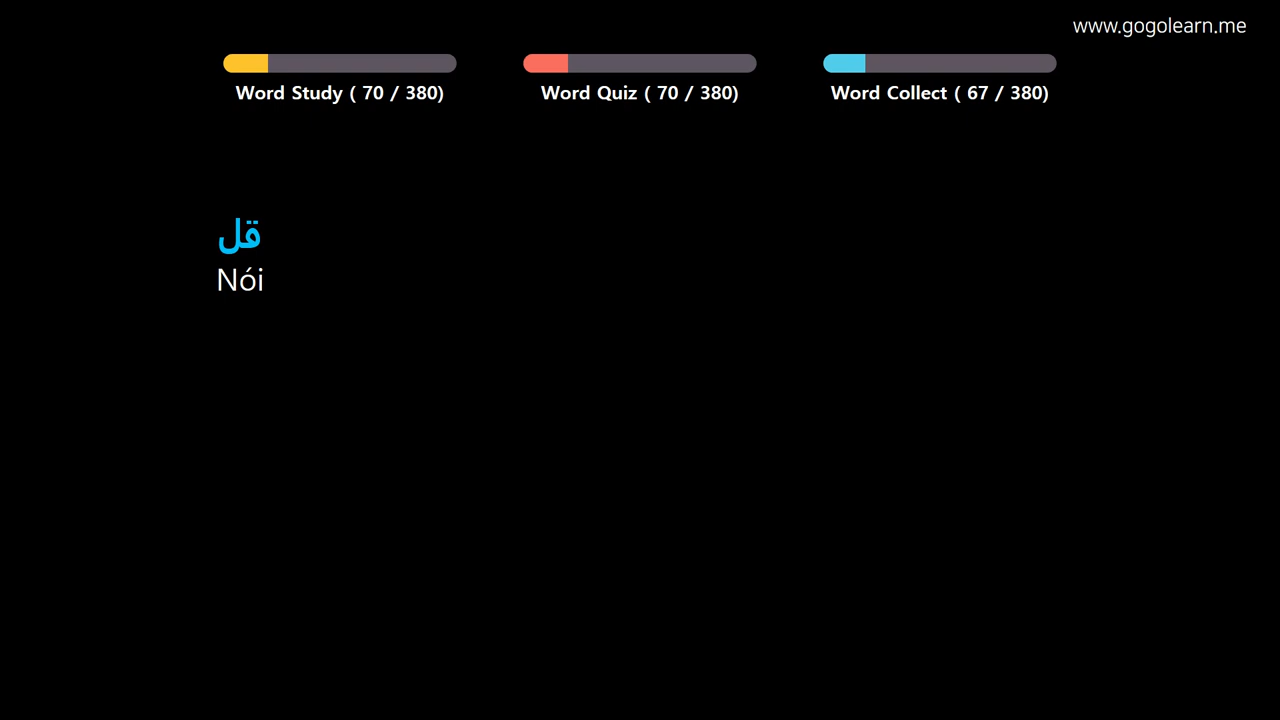 www.gogolearn.me
Word Study ( 70 / 380)
Word Quiz ( 70 / 380)
Word Collect ( 67 / 380)
قل
Nói